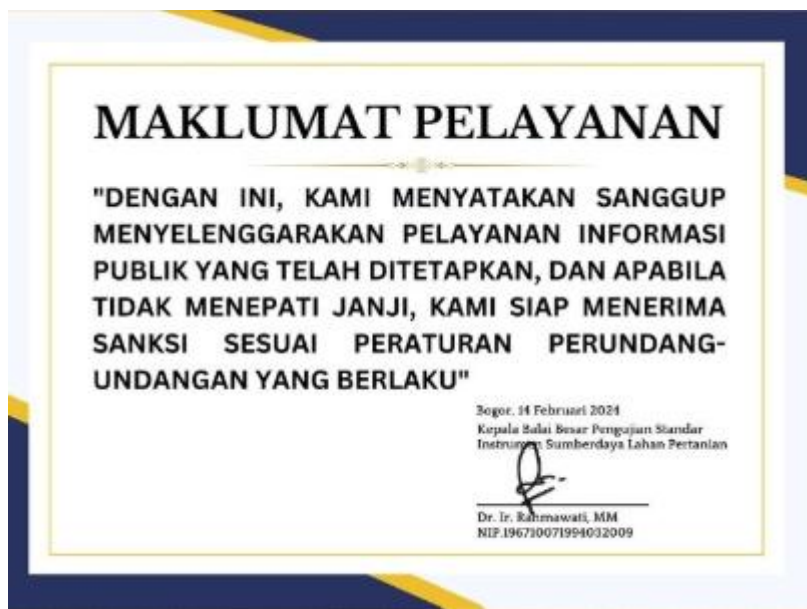 MAKLUMAT PELAYANAN
"DENGAN INI, KAMI MENYATAKAN SANGGUP
MENYELENGGARAKAN PELAYANAN INFORMASI
PUBLIK YANG TELAH DITETAPKAN, DAN APABILA
TIDAK MENEPATI JANJI, KAMI SIAP MENERIMA
SANKSI SESUAI PERATURAN PERUNDANG-
UNDANGAN YANG BERLAKU"
Bogor, 14 Februari 2024
Kepala Balai Besar Pengujian Standar
Instrumen Sumberdaya Lahan Pertanian
Dr. Ir. Rahmawati, MM
NIP.196710071994032009